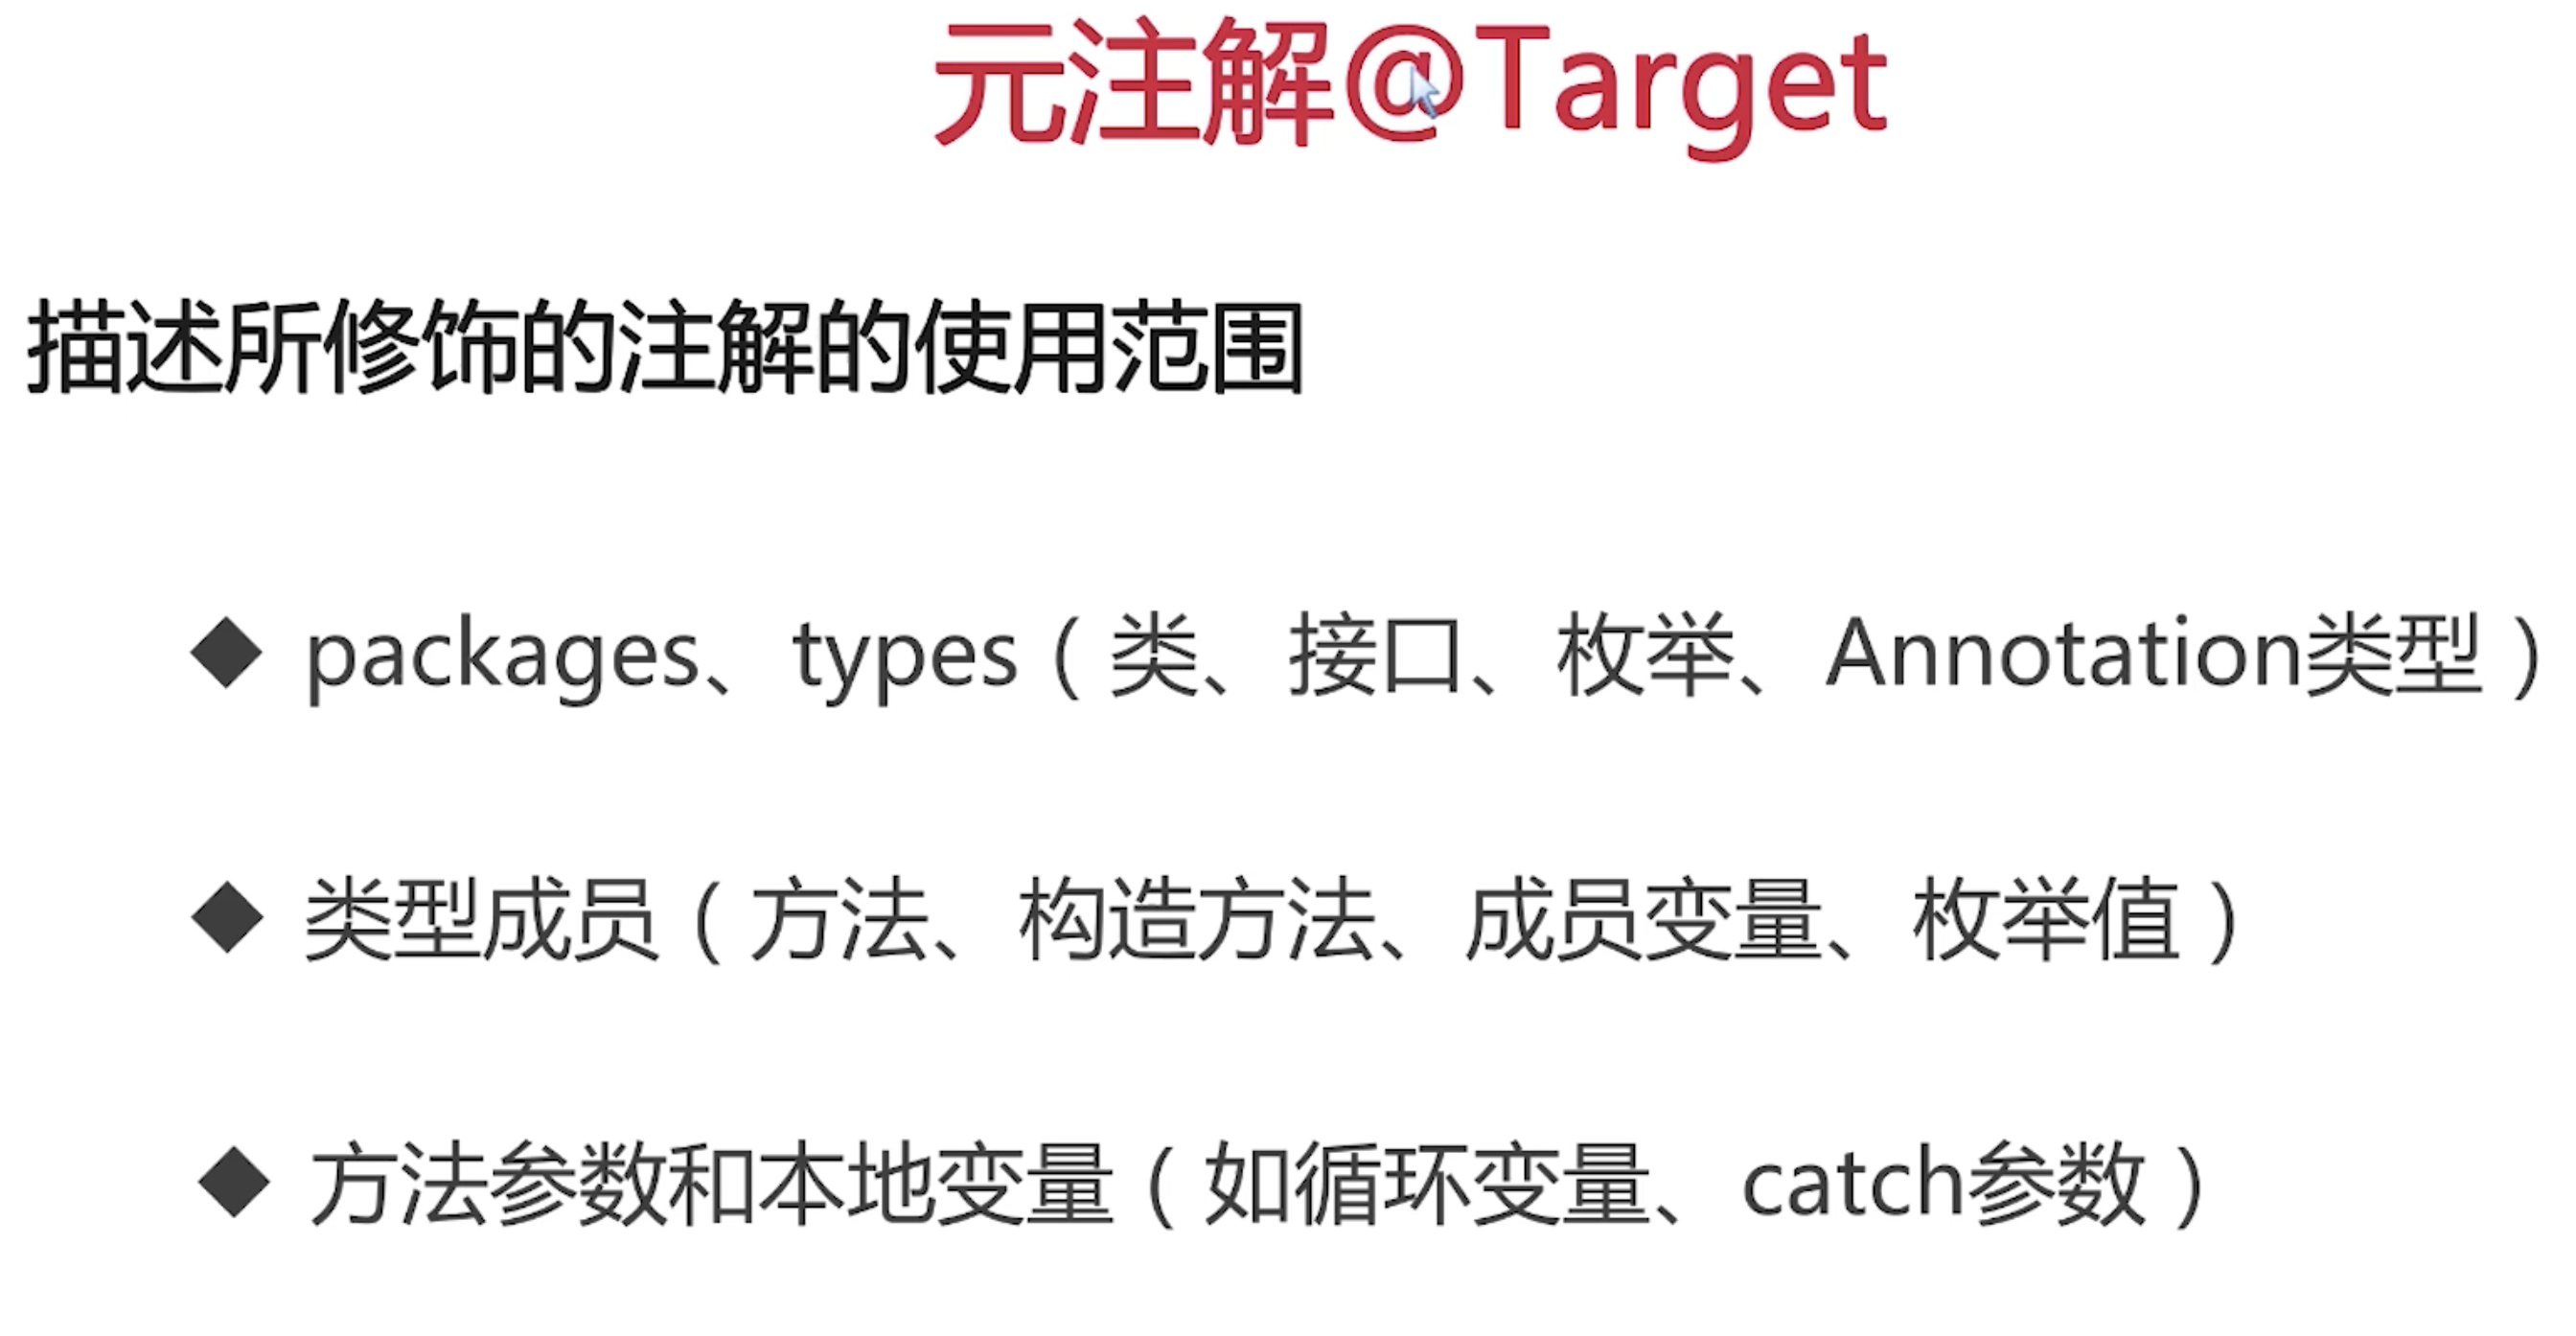 元注解@Target
描述所修饰的注解的使用范围
◆ packages、types（类、接口、枚举、Annotation类型）
◆ 类型成员（方法、构造方法、成员变量、枚举值）
◆ 方法参数和本地变量（如循环变量、catch参数）